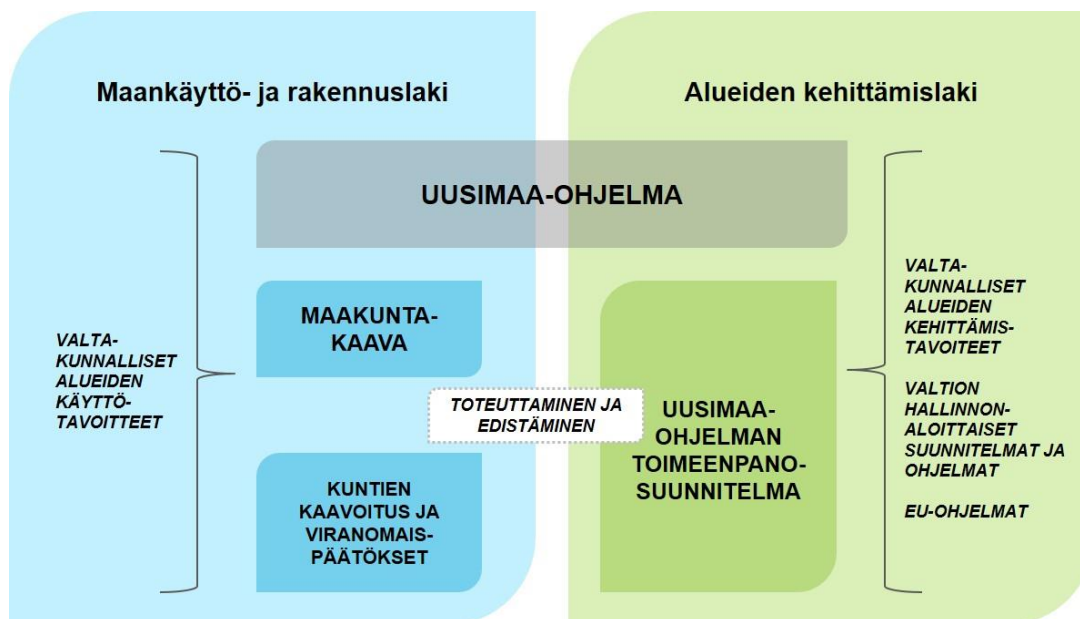 Maankäyttö- ja rakennuslaki
Alueiden kehittämislaki
UUSIMAA-OHJELMA
VALTA-
KUNNALLISET
ALUEIDEN
KÄYTTÖ-
TAVOITTEET
MAAKUNTA-
KAAVA
KUNTIEN
KAAVOITUS JA
VIRANOMAIS-
PÄÄTÖKSET
TOTEUTTAMINEN JA
EDISTÄMINEN
UUSIMAA-
OHJELMAN
TOIMEENPANO-
SUUNNITELMA
VALTA-
KUNNALLISET
ALUEIDEN
KEHITTÄMIS-
TAVOITEET
VALTION
HALLINNON-
ALOITTAISET
SUUNNITELMAT JA
OHJELMAT
EU-OHJELMAT